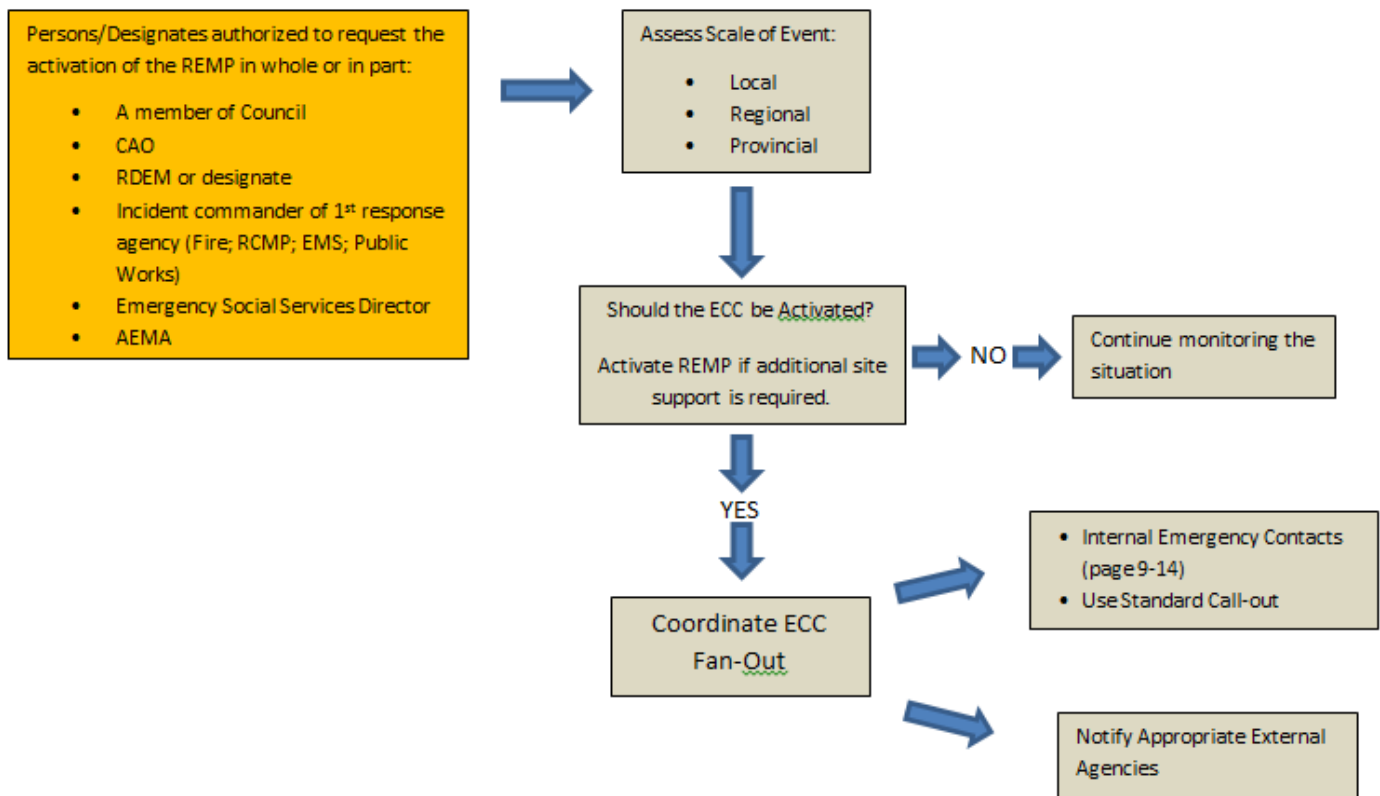 Persons/Designates authorized to request the
activation of the REMP in whole or in part:
• A member of Council
• CAO
• RDEM or designate
• Incident commander of 1st response
agency (Fire; RCMP; EMS; Public
Works)
• Emergency Social Services Director
• AEMA
Assess Scale of Event:
• Local
• Regional
• Provincial
Should the ECC be Activated?
Activate REMP if additional site
support is required.
NO
Continue monitoring the
situation
YES
Coordinate ECC
Fan-Out
• Internal Emergency Contacts
(page 9-14)
• Use Standard Call-out
Notify Appropriate External
Agencies